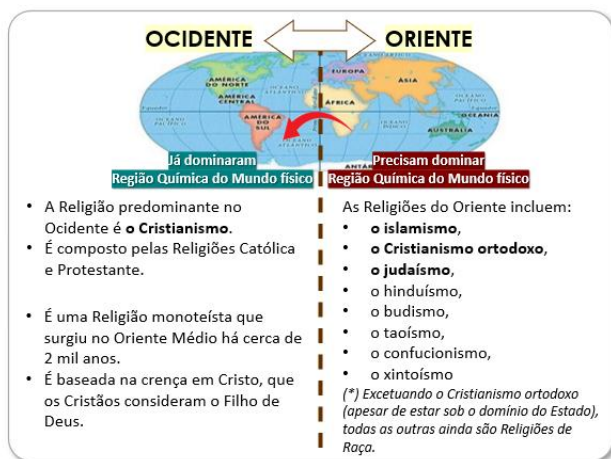 OCIDENTE
ORIENTE
AMÉRICA
DO NORTE
EUROPA
ÁSIA
AMÉRICA
CENTRAL
ÁFRICA
OCEANIA
AMÉRICA
DO SUL
AUSTRÁLIA
Já dominaram
Região Química do Mundo físico
Precisam dominar
Região Química do Mundo físico
• A Religião predominante no
Ocidente é o Cristianismo.
• É composto pelas Religiões Católica
e Protestante.
• É uma Religião monoteísta que
surgiu no Oriente Médio há cerca de
2 mil anos.
• É baseada na crença em Cristo, que
os Cristãos consideram o Filho de
Deus.
As Religiões do Oriente incluem:
• o islamismo,
• o Cristianismo ortodoxo,
• o judaísmo,
• o hinduísmo,
• o budismo,
• o taoísmo,
• o confucionismo,
• o xintoísmo
(*) Excetuando o Cristianismo ortodoxo
(apesar de estar sob o domínio do Estado),
todas as outras ainda são Religiões de
Raça.